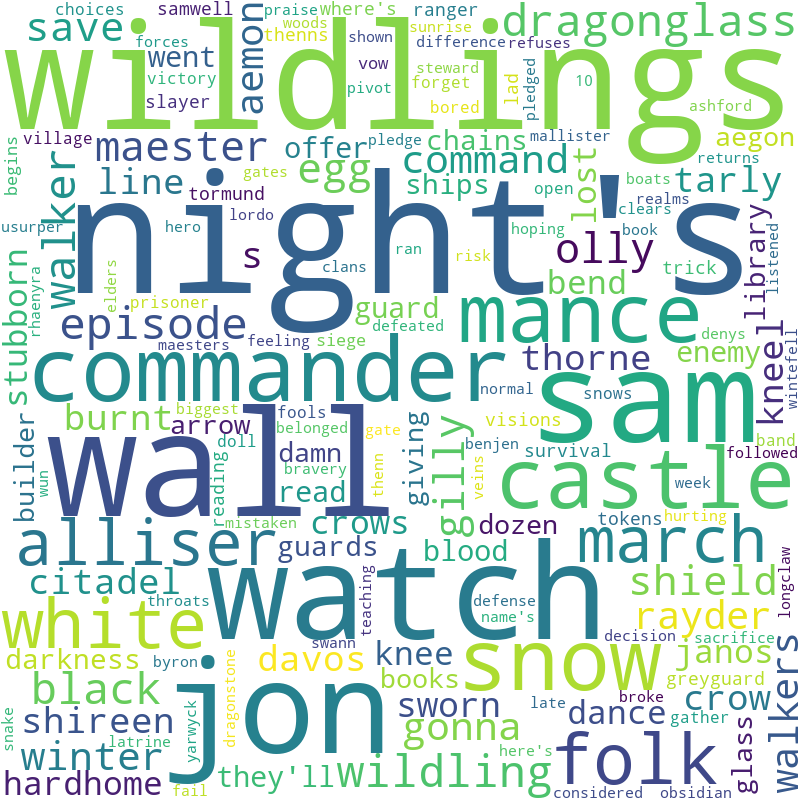 choices samwell praise where's ranger
save forces thenns woods shown sunrise dragonglass
went aemon vow difference refuses
victory steward pledged 10
slayer pivot bored lad forget ashford
wildlings
begins village maester offer pledge chains mallister aegon
walker line gates egg command lost returns
usurper tormund ships open boats realms tarly
hero lordo clans ran hoping book clears
night's
stubborn rhaenyra elders s risk olly library listened
prisoner guard trick bend
episode siege defeated mance denys kneel
maesters feeling thorne enemy wintefell
commander normal snows
burnt biggest fools visions sam
arrow belonged gate giving benjen band
builder doll damn survival followed
wall bravery thenn gilly veins week castle
wun reading read
mistaken crows dozen tokens hurting
alliser guards blood march longclaw
citadel throats teaching defense shield
white name's rayder
swann decision sacrifice
darkness byron davos knee snow janos
watch greyguard
black yarwyck dragonstone books broke walkers
shireen jon sworn late dance crow
snake latrine gonna here's gather glass
winter folk
hardhome fail they'll wildling considered obsidian